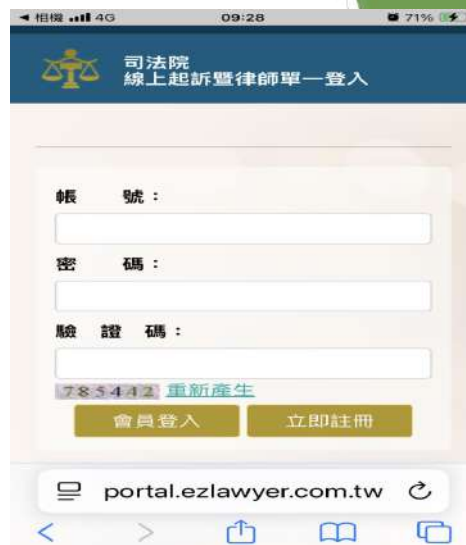 相機 4G 09:28 71%
司法院
線上起訴暨律師單一登入
帳 號：
密 碼：
驗 證 碼：
785442 重新產生
會員登入 立即註冊
portal.ezlawyer.com.tw